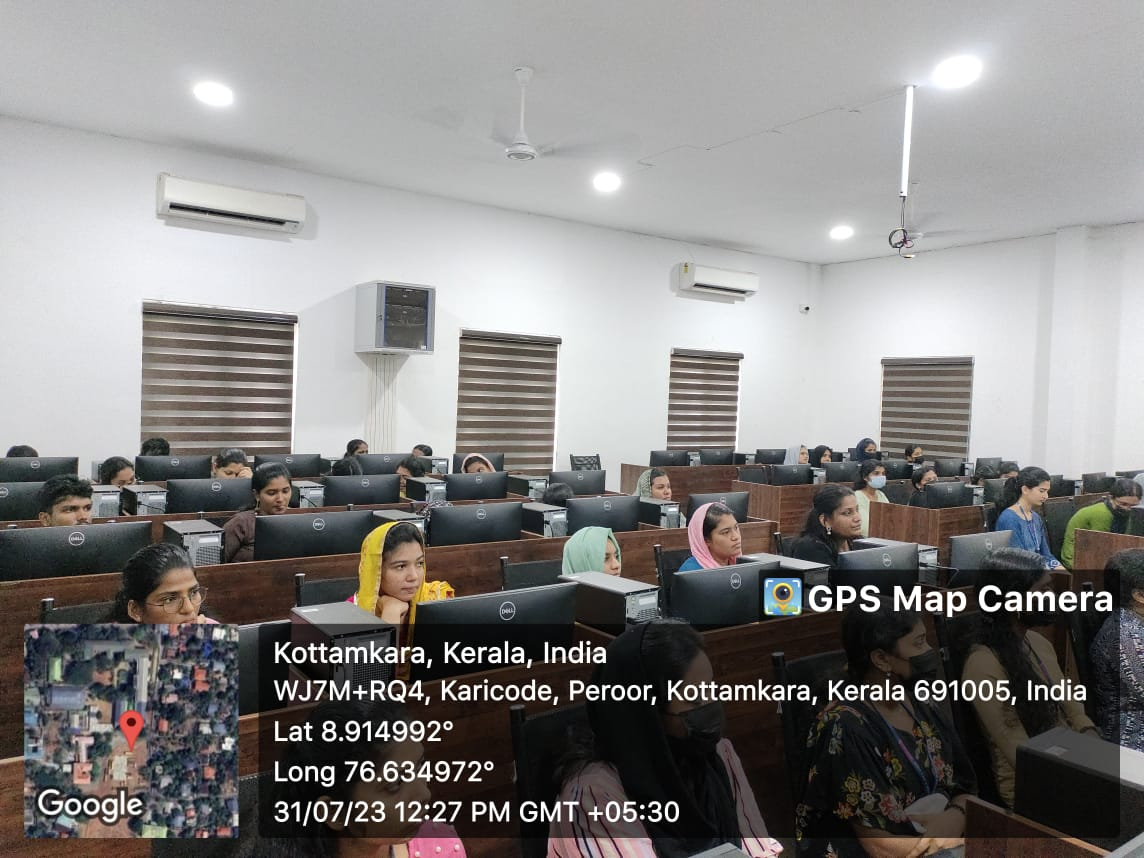 DELL
GPS Map Camera
Kottamkara, Kerala, India
WJ7M+RQ4, Karicode, Peroor, Kottamkara, Kerala 691005, India
Lat 8.914992°
Long 76.634972°
31/07/23 12:27 PM GMT +05:30
Google